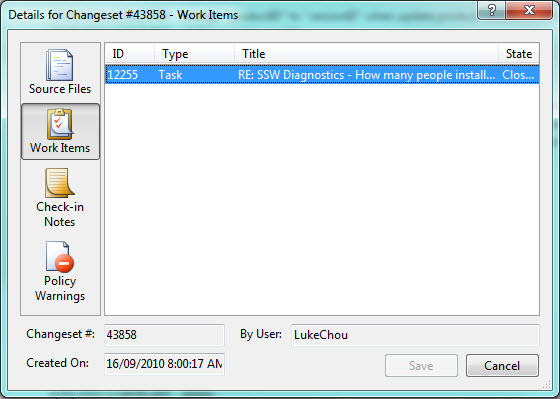 Details for Changeset #43858 - Work Items
ID Type Title State
12255 Task RE: SSW Diagnostics - How many people install... Clos...
Source Files
Work Items
Check-in
Notes
Policy
Warnings
Changeset #: 43858 By User: LukeChou
Created On: 16/09/2010 8:00:17 AM
Save Cancel